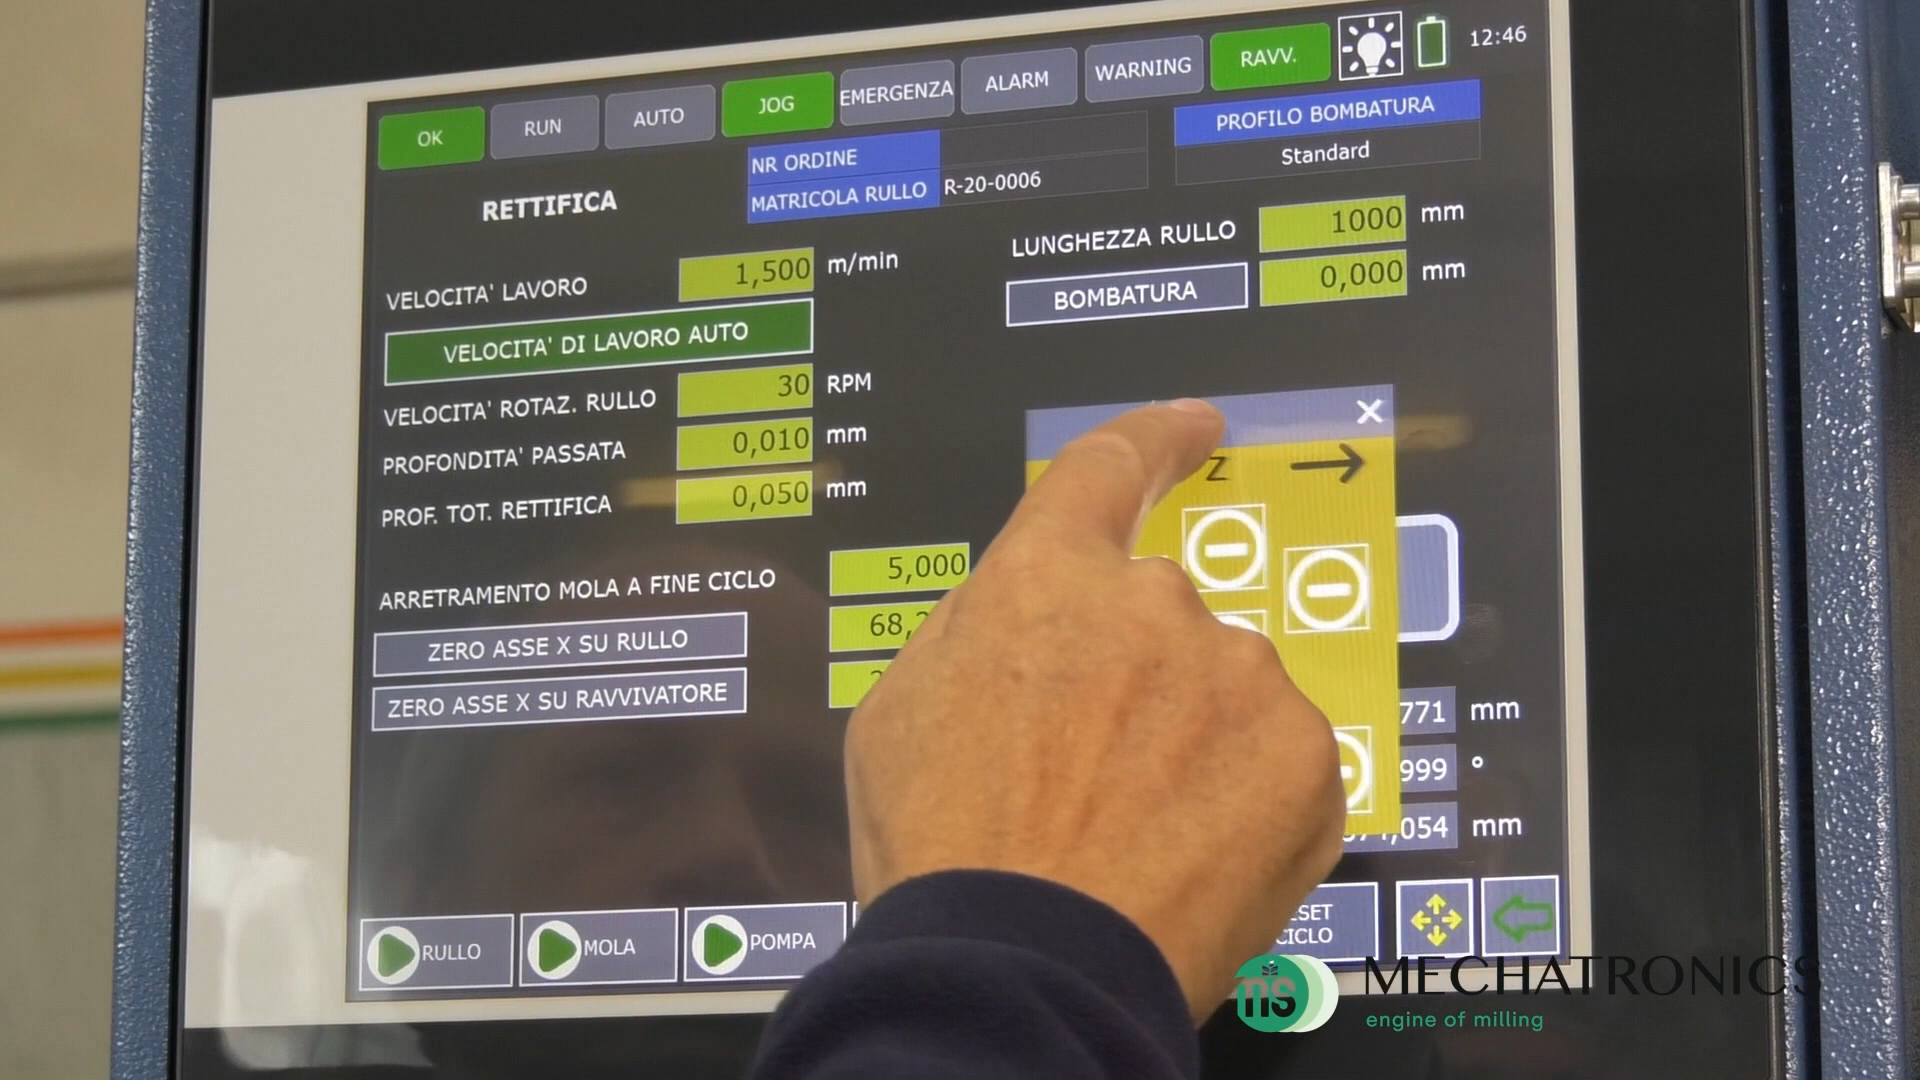 OK RUN AUTO JOG EMERGENZA ALARM WARNING RAVV. 12:46
RETTIFICA
NR ORDINE
MATRICOLA RULLO R-20-0006
PROFILO BOMBATURA
Standard
VELOCITA' LAVORO 1,500 m/min
VELOCITA' DI LAVORO AUTO
VELOCITA' ROTAZ. RULLO 30 RPM
PROFONDITA' PASSATA 0,010 mm
PROF. TOT. RETTIFICA 0,050 mm
LUNGHEZZA RULLO 1000 mm
BOMBATURA 0,000 mm
X
Z
ARRETRAMENTO MOLA A FINE CICLO 5,000
ZERO ASSE X SU RULLO 68,
ZERO ASSE X SU RAVVIVATORE
771 mm
999 °
,054 mm
RULLO MOLA POMPA
CICLO
ms MECHATRONICS
engine of milling